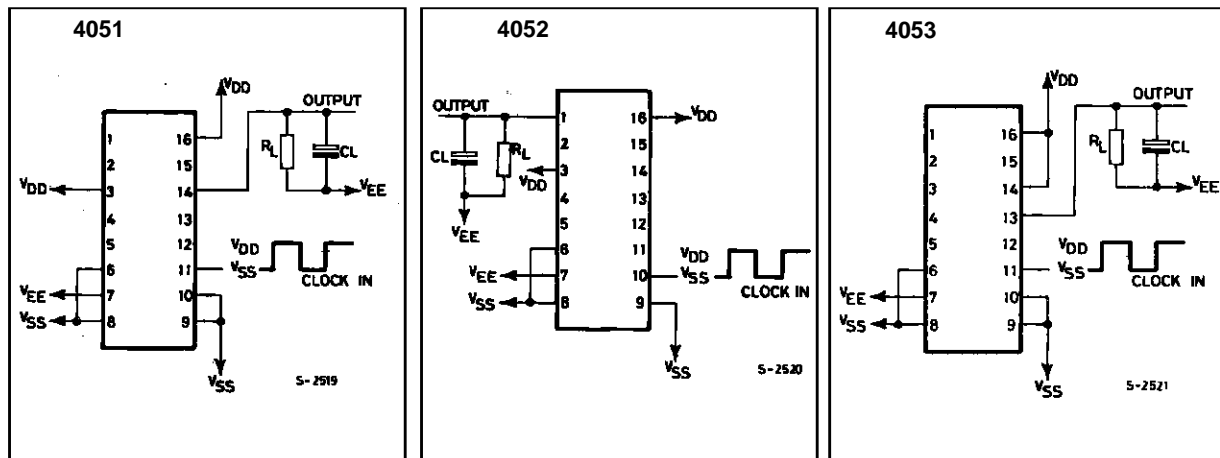 4051
VDD
OUTPUT
1
16
2
15
RL
CL
VDD
3
14
VEE
4
13
5
12
VDD
6
11
VSS
CLOCK IN
VEE
7
10
VSS
8
9
VSS
S-2519
4052
OUTPUT
1
16
VDD
CL
RL
2
15
VDD
3
14
4
13
VEE
5
12
6
11
VDD
VEE
7
10
VSS
CLOCK IN
VSS
8
9
VSS
S-2520
4053
VDD
OUTPUT
1
16
2
15
RL
CL
3
14
VEE
4
13
5
12
VDD
6
11
VSS
CLOCK IN
VEE
7
10
VSS
8
9
VSS
S-2521